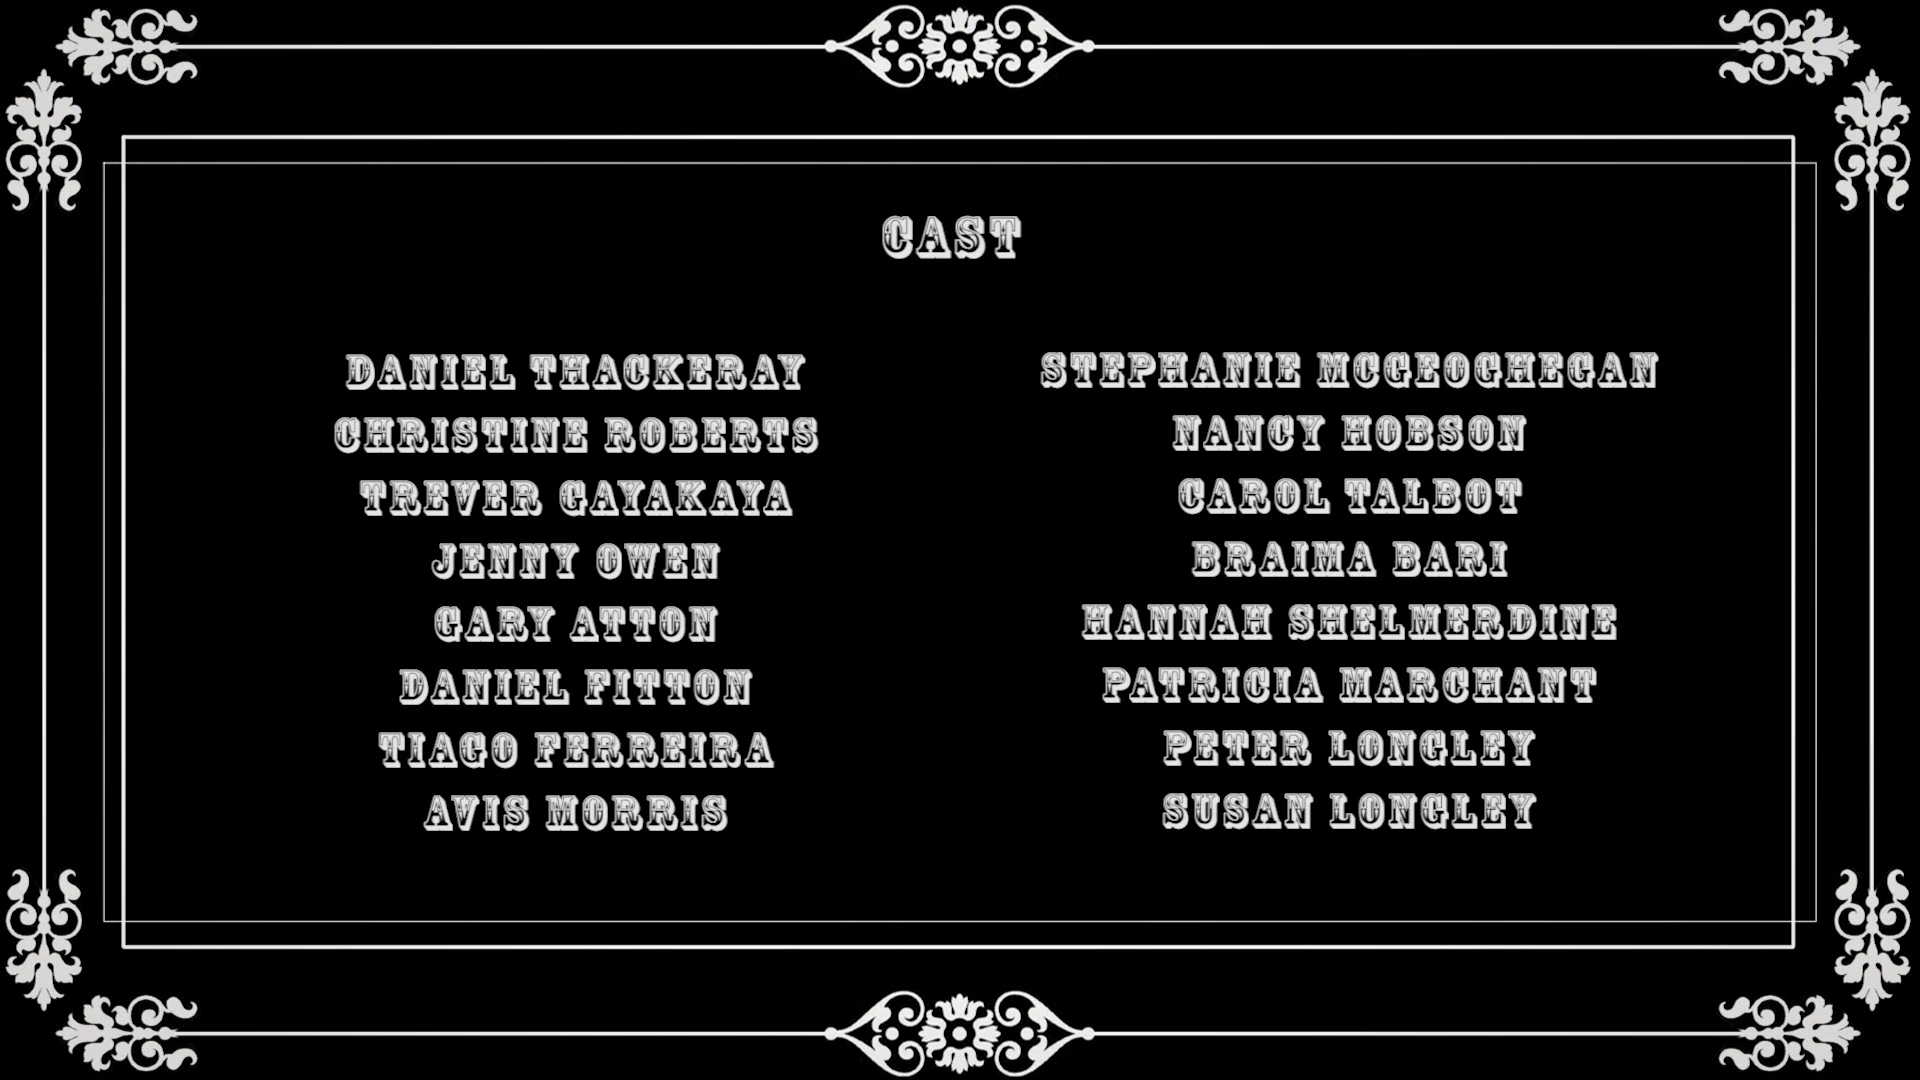 CAST
DANIEL THACKERAY
CHRISTINE ROBERTS
TREVER GAYAKAYA
JENNY OWEN
GARY ATTON
DANIEL FITTON
TIAGO FERREIRA
AVIS MORRIS
STEPHANIE MCGEOGHEGAN
NANCY HOBSON
CAROL TALBOT
BRAIMA BARI
HANNAH SHELMERDINE
PATRICIA MARCHANT
PETER LONGLEY
SUSAN LONGLEY